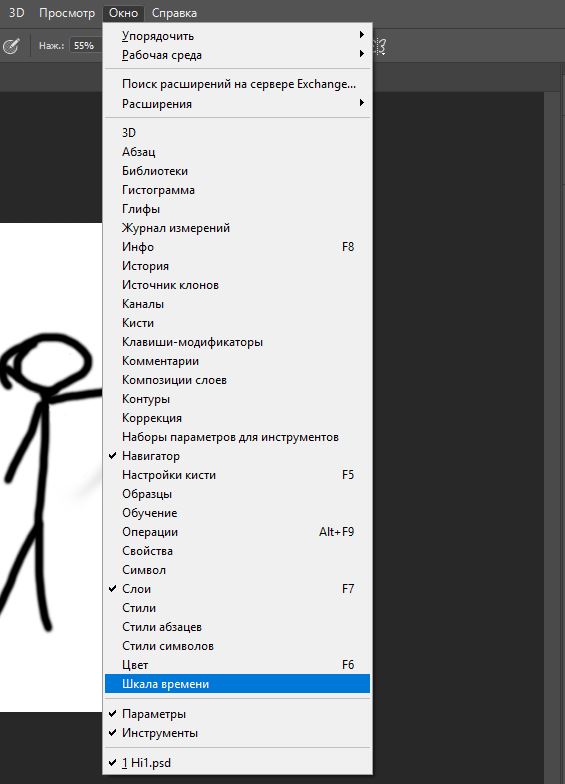 3D Просмотр Окно Справка
Наж.: 55%
Упорядочить
Рабочая среда
Поиск расширений на сервере Exchange...
Расширения
3D
Абзац
Библиотеки
Гистограмма
Глифы
Журнал измерений
Инфо F8
История
Источник клонов
Каналы
Кисти
Клавиши-модификаторы
Комментарии
Композиции слоев
Контуры
Коррекция
Наборы параметров для инструментов
Навигатор
Настройки кисти F5
Образцы
Обучение
Операции Alt+F9
Свойства
Символ
Слои F7
Стили
Стили абзацев
Стили символов
Цвет F6
Шкала времени
Параметры
Инструменты
1 Hi1.psd